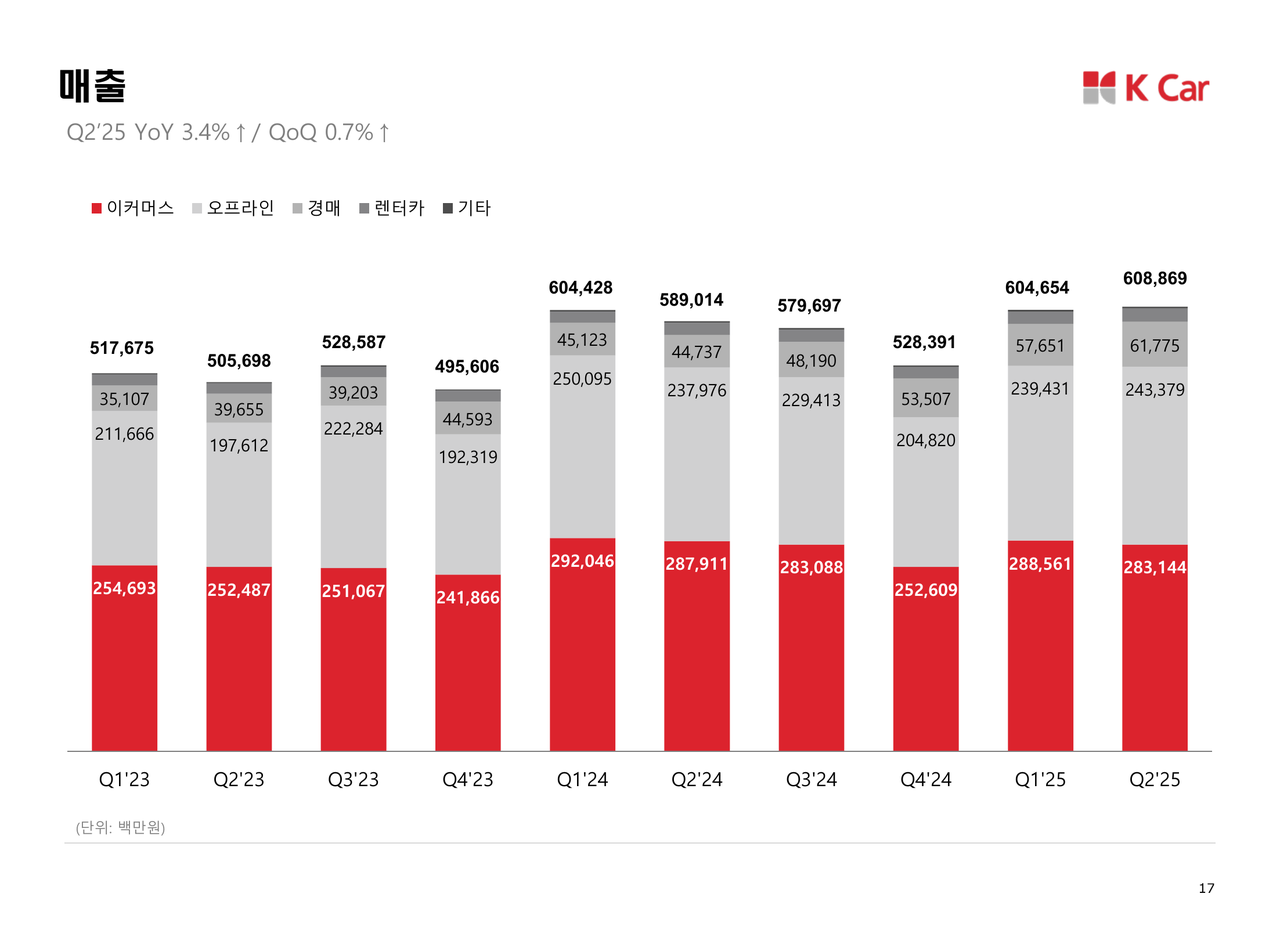 매출
K Car
Q2’25 YoY 3.4%↑/ QoQ 0.7%↑
이커머스 오프라인 경매 렌터카 기타
517,675 505,698 528,587 495,606 604,428 589,014 579,697 528,391 604,654 608,869
35,107 39,655 39,203 44,593 45,123 44,737 48,190 53,507 57,651 61,775
211,666 197,612 222,284 192,319 250,095 237,976 229,413 204,820 239,431 243,379
254,693 252,487 251,067 241,866 292,046 287,911 283,088 252,609 288,561 283,144
Q1'23 Q2'23 Q3'23 Q4'23 Q1'24 Q2'24 Q3'24 Q4'24 Q1'25 Q2'25
(단위: 백만원)
17